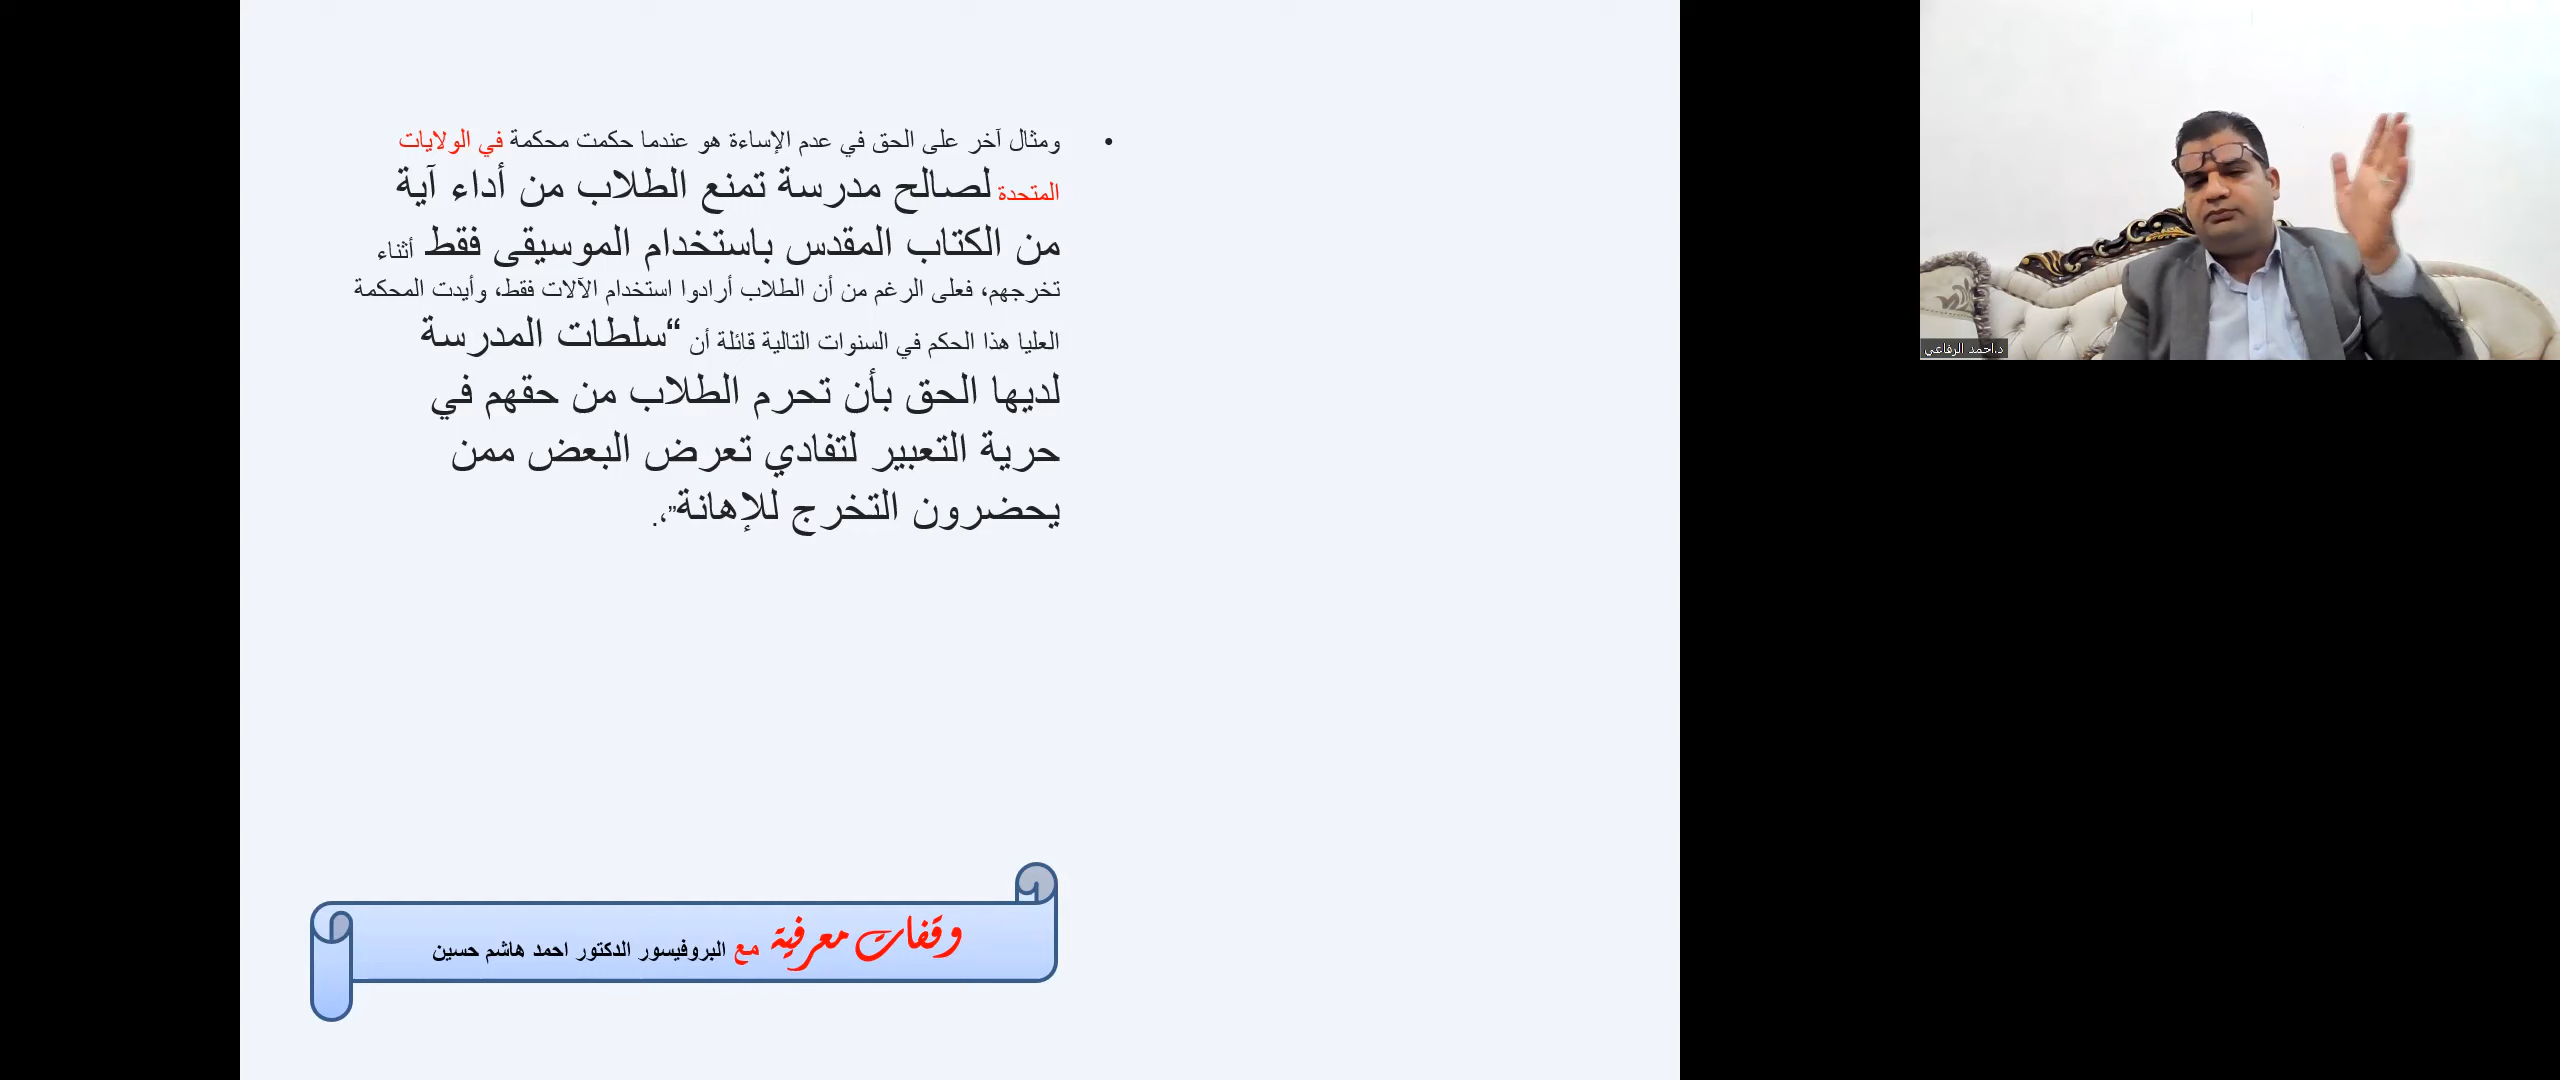 • ومثال آخر على الحق في عدم الإساءة هو عندما حكمت محكمة في الولايات
المتحدة لصالح مدرسة تمنع الطلاب من أداء آية
من الكتاب المقدس باستخدام الموسيقى فقط أثناء
تخرجهم، فعلى الرغم من أن الطلاب أرادوا استخدام الآلات فقط، وأيدت المحكمة
العليا هذا الحكم في السنوات التالية قائلة أن “سلطات المدرسة
لديها الحق بأن تحرم الطلاب من حقهم في
حرية التعبير لتفادي تعرض البعض ممن
يحضرون التخرج للإهانة”،.
وقفات معرفية مع البروفيسور الدكتور احمد هاشم حسين
د.احمد الرفاعي